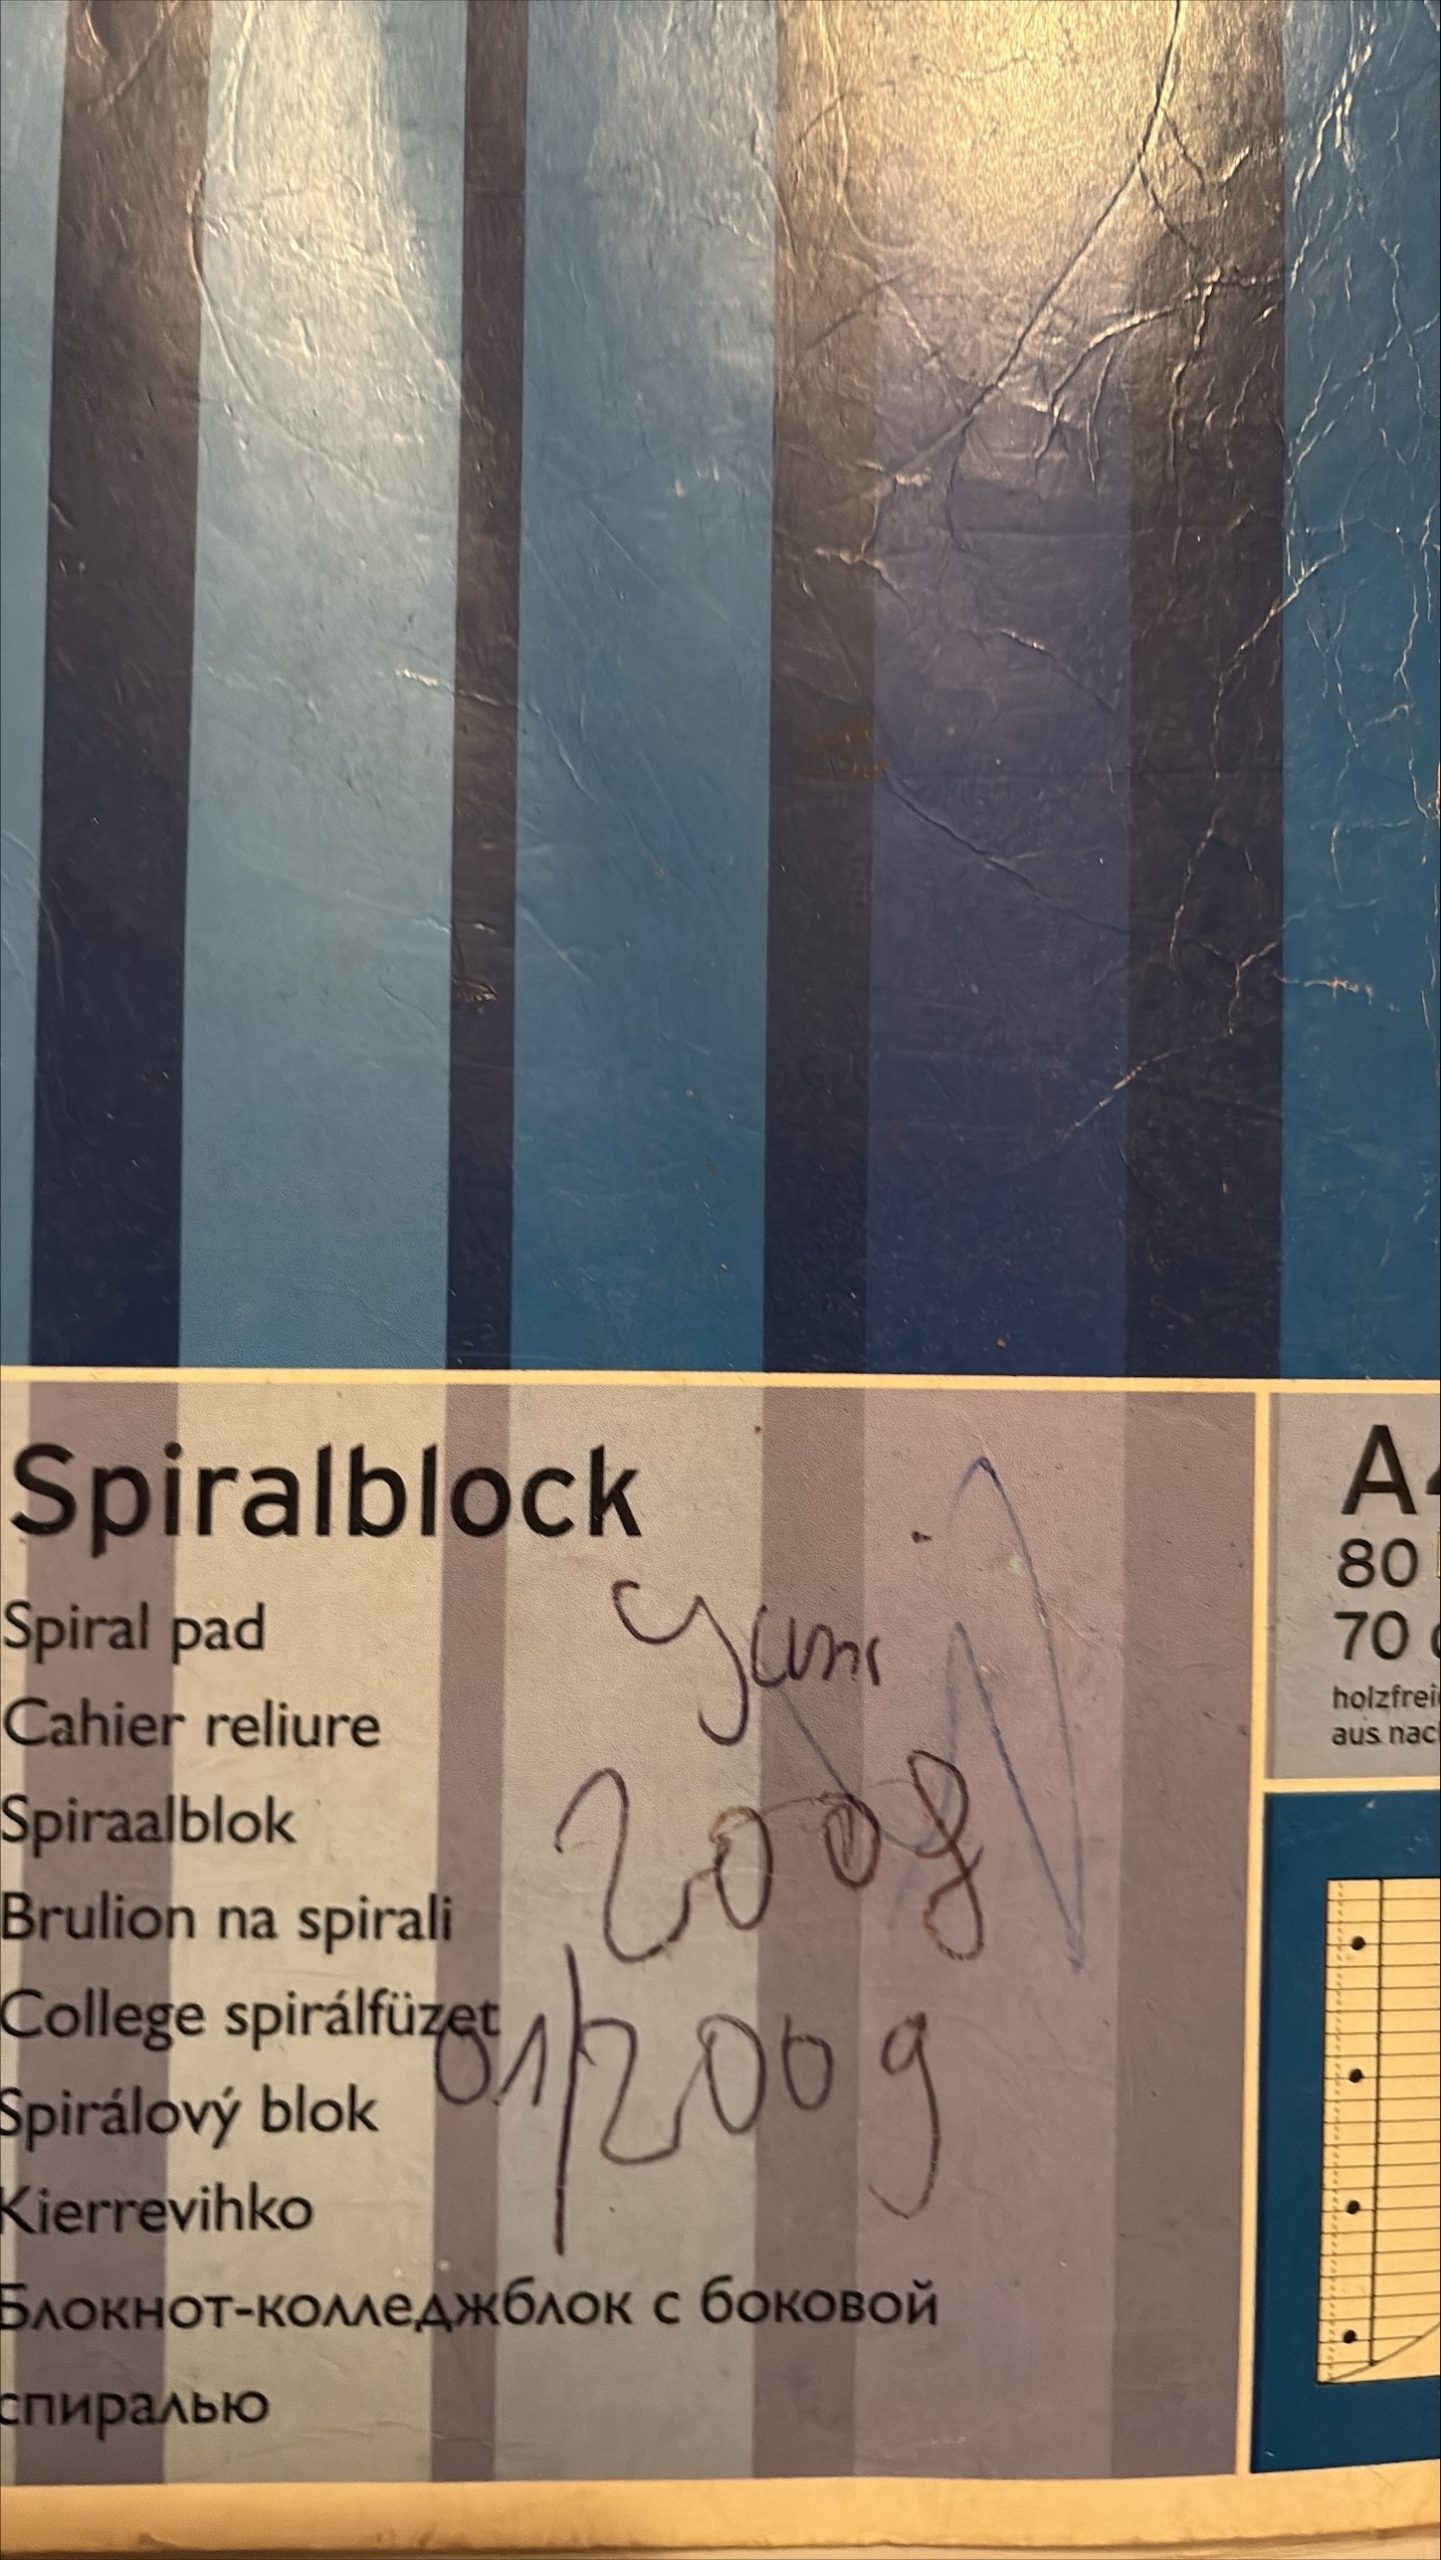 Spiralblock
Spiral pad
Cahier reliure
Spiraalblok
Brulion na spirali
College spirálfüzet
Spirálový blok
Kierrevihko
Блокнот-колледжблок с боковой
спиралью
2008
01/2009
80
70
holzfrei
aus nac